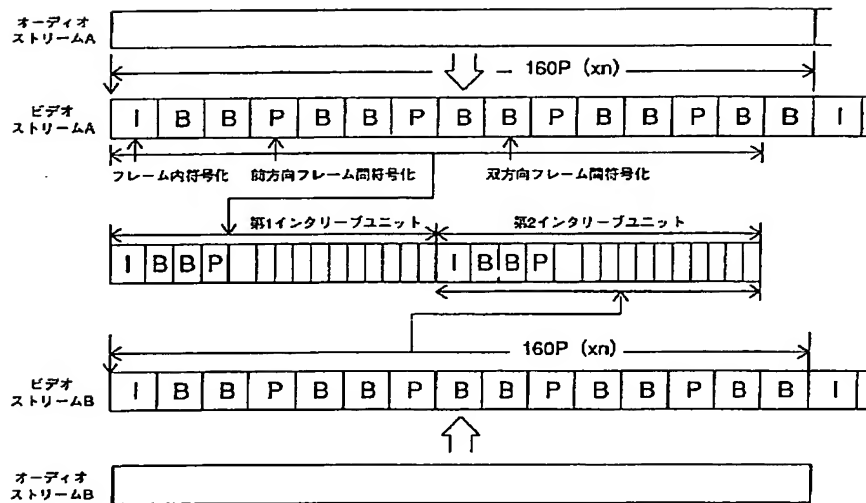 オーディオ
ストリームA
160P (xn)
ビデオ
ストリームA
I B B P B B P B B P B B P B B I
フレーム内符号化 前方向フレーム間符号化 双方向フレーム間符号化
第1インタリーブユニット 第2インタリーブユニット
I B B P I B B P
160P (xn)
ビデオ
ストリームB
I B B P B B P B B P B B P B B I
オーディオ
ストリームB